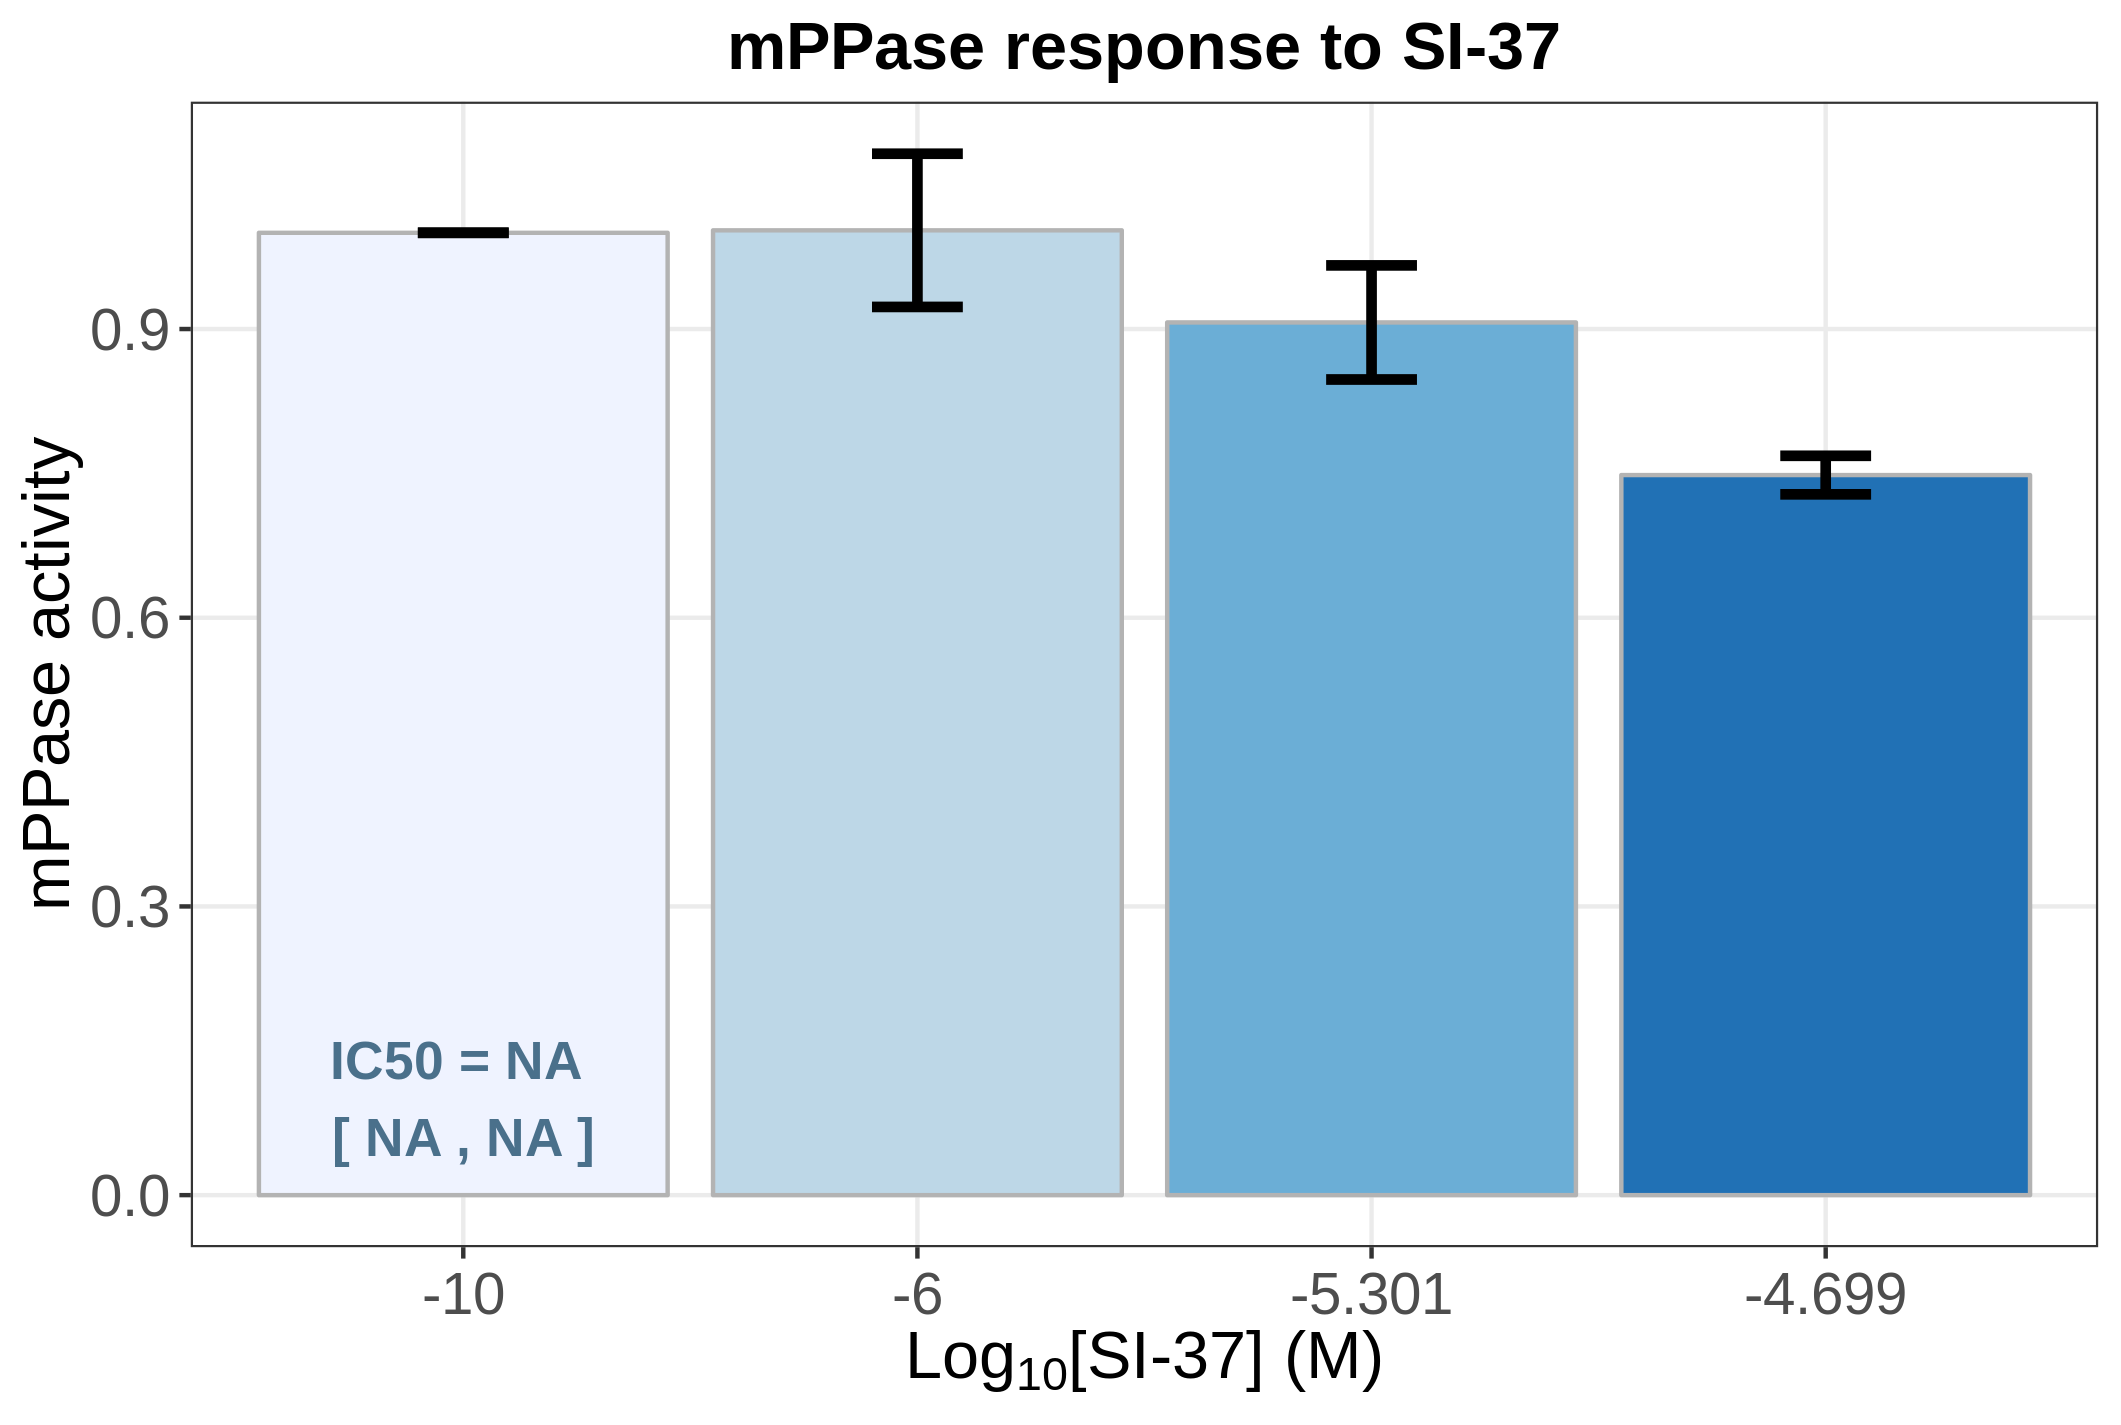 mPPase response to SI-37
mPPase activity
0.9
0.6
0.3
0.0
IC50 = NA
[ NA , NA ]
-10
-6
-5.301
-4.699
Log10[SI-37] (M)